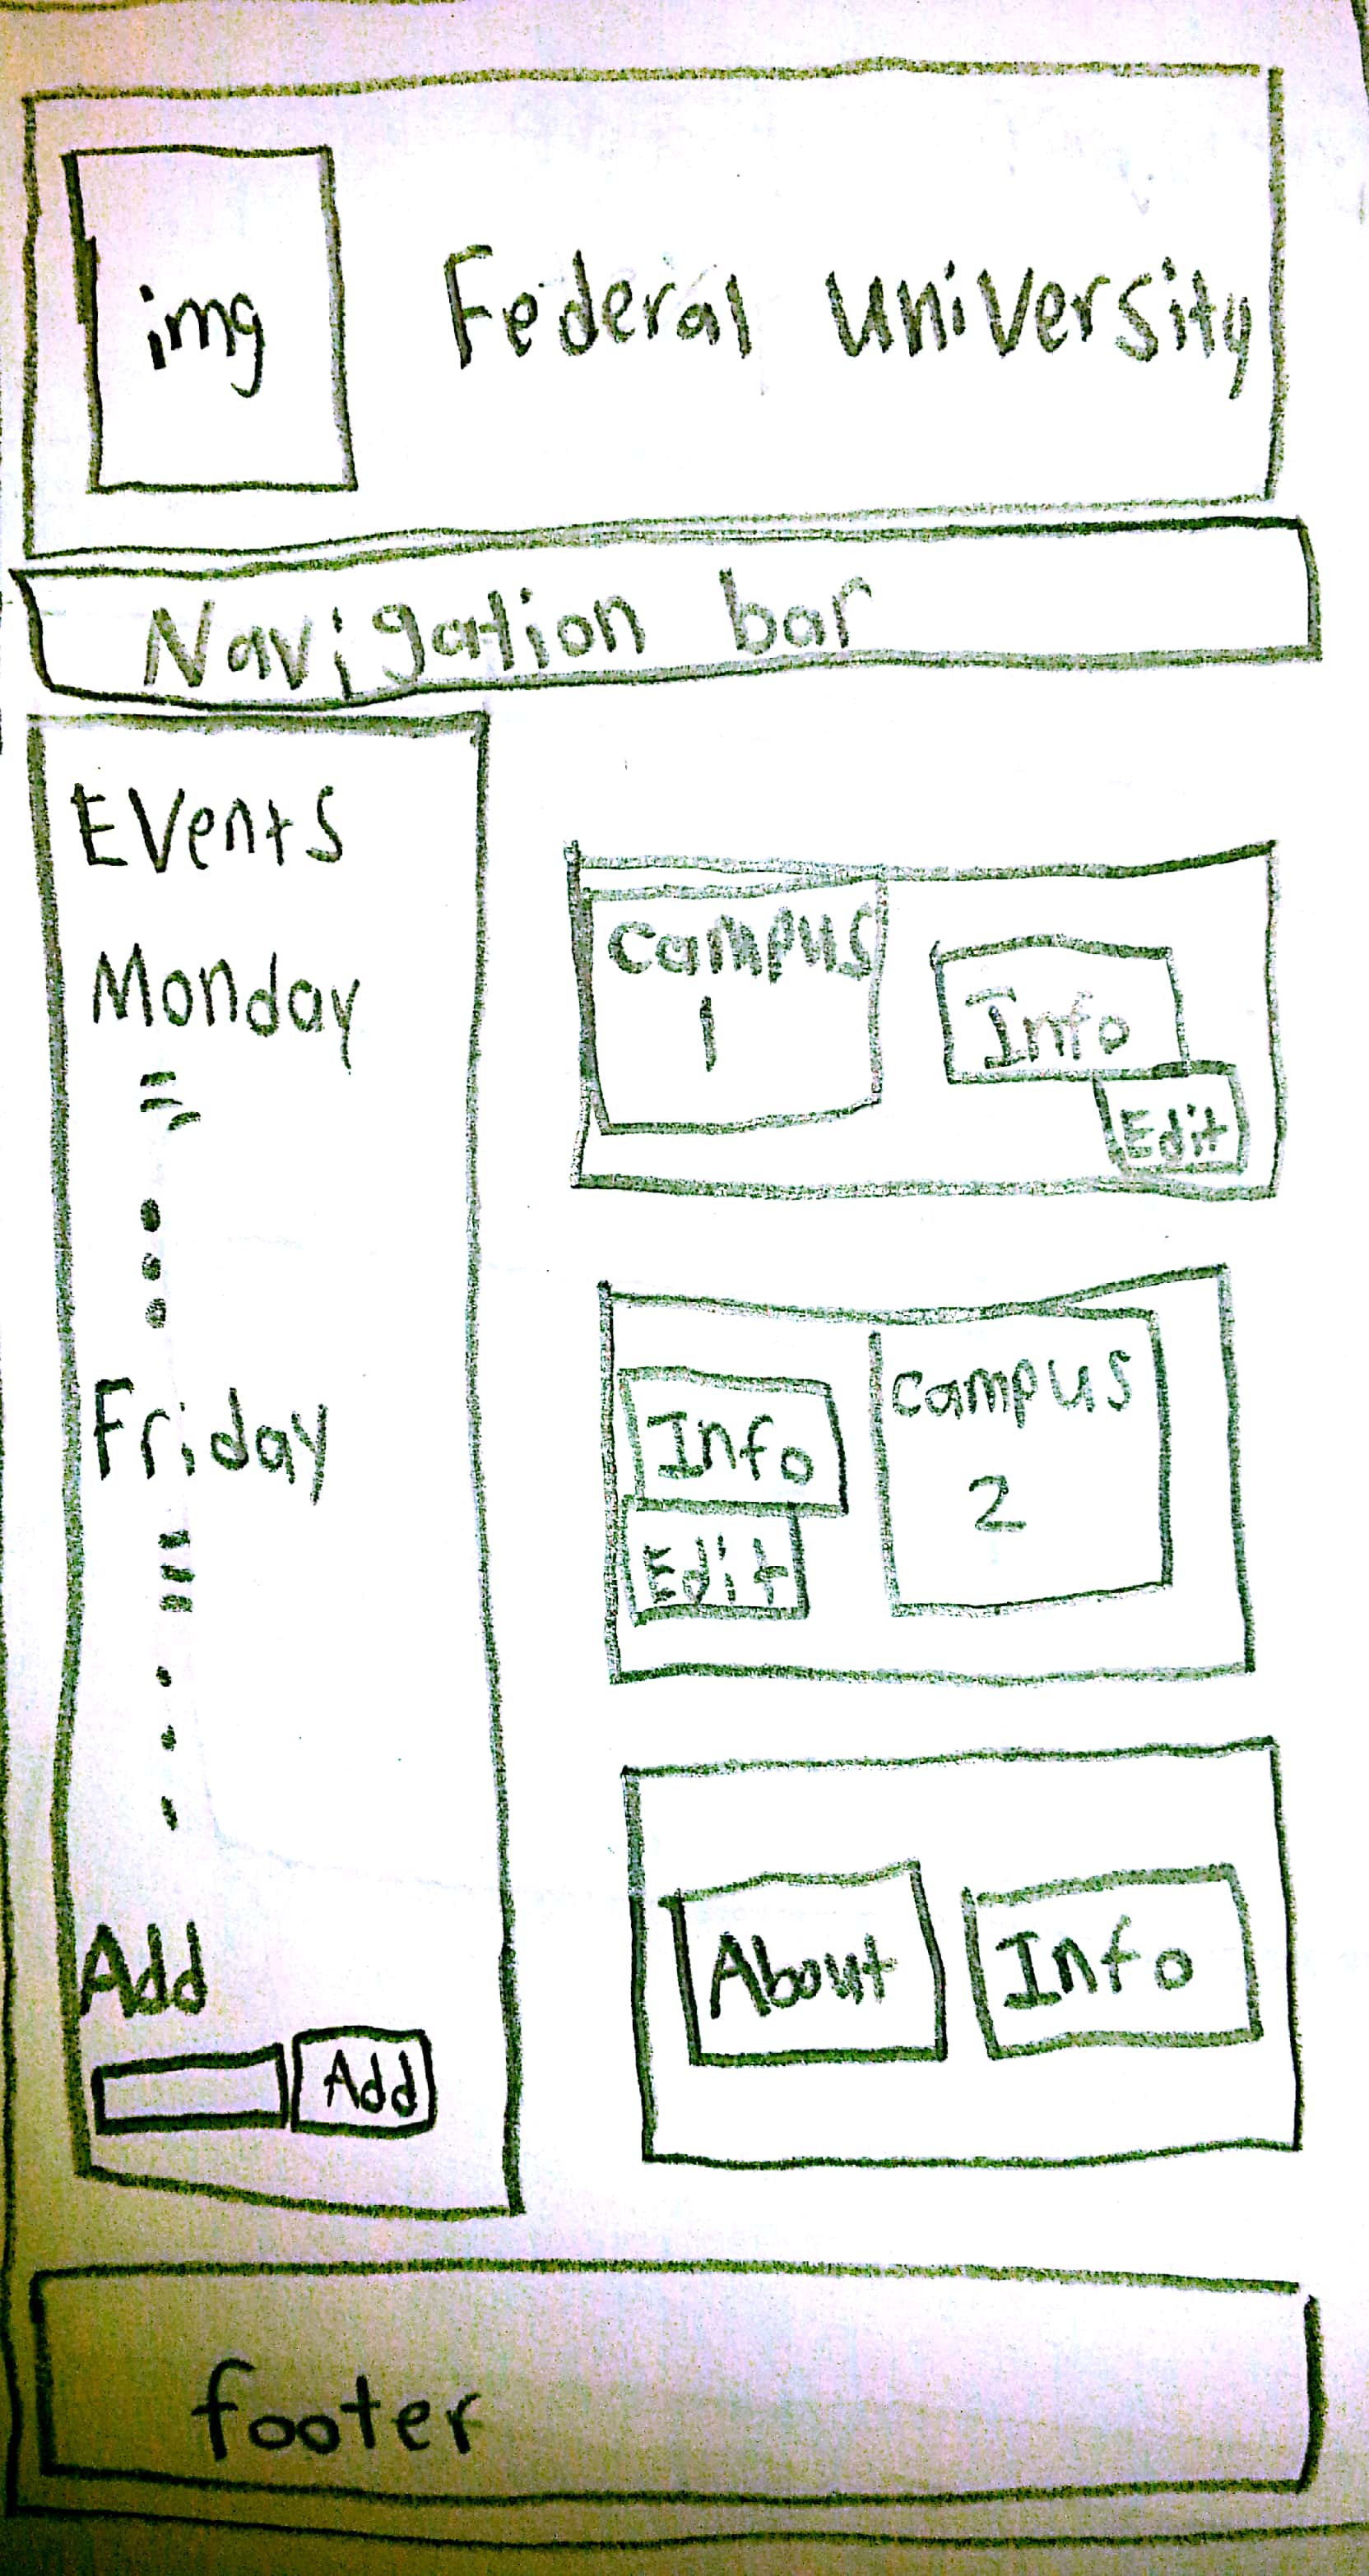 img
Federal University
Navigation bar
Events
Monday
Friday
Add
Add
Campus
1
Info
Edit
Info
Edit
Campus
2
About
Info
footer